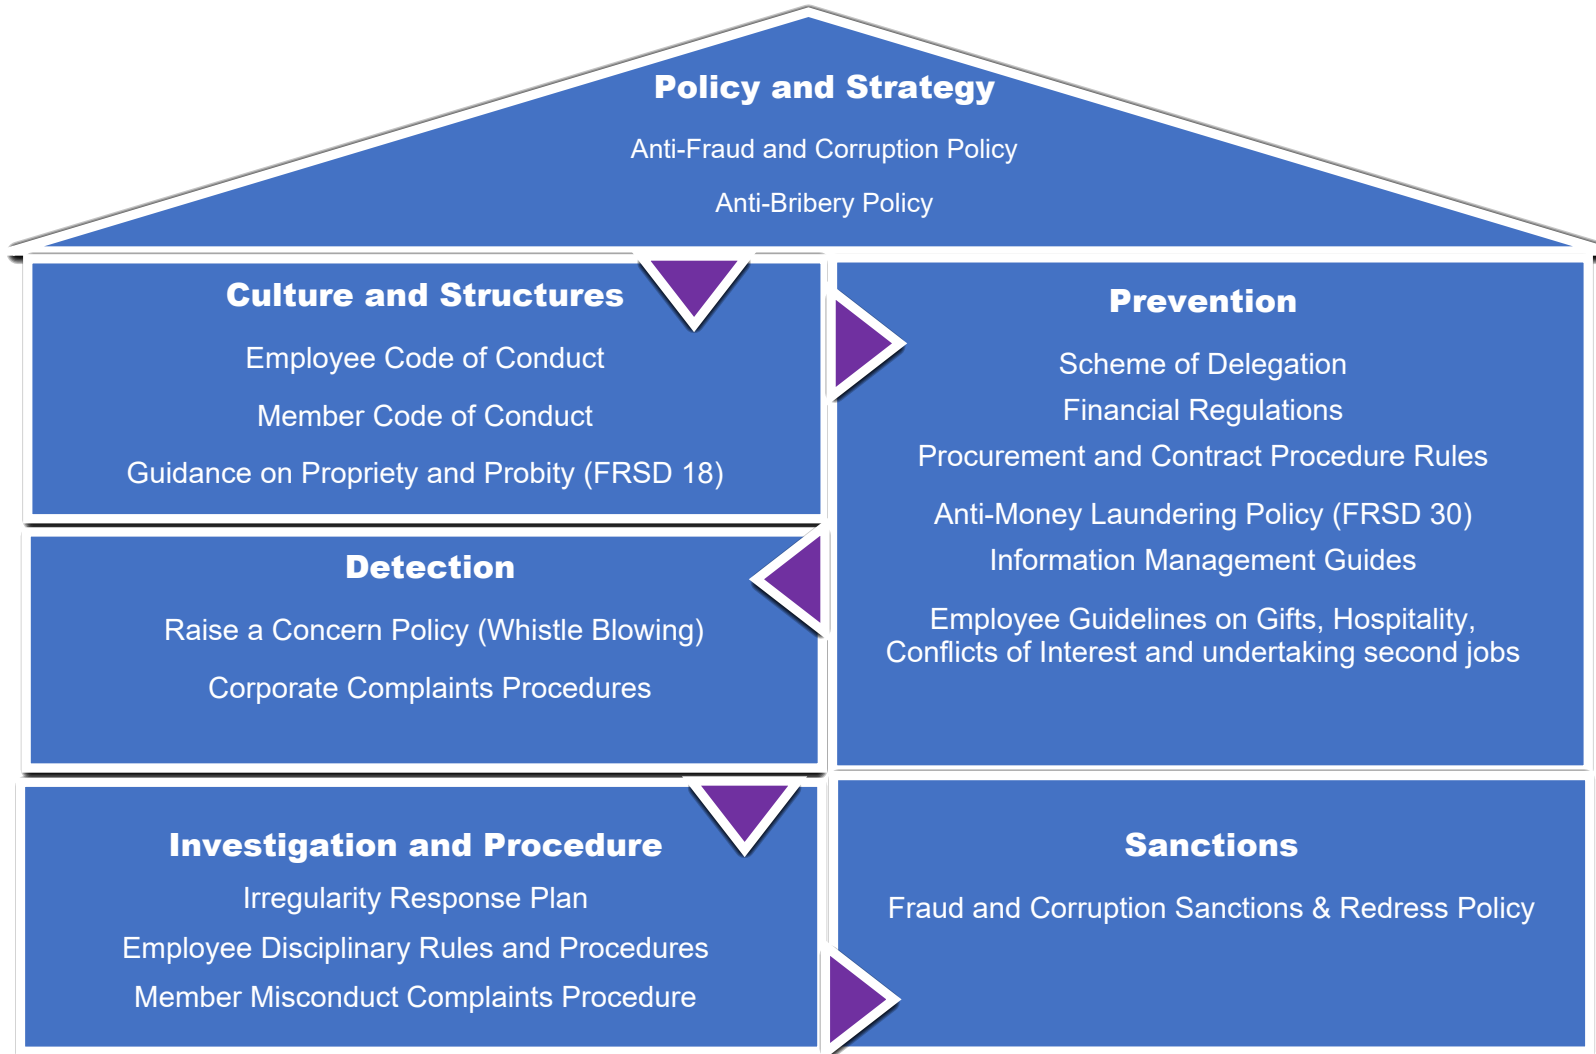 Policy and Strategy
Anti-Fraud and Corruption Policy
Anti-Bribery Policy
Culture and Structures
Employee Code of Conduct
Member Code of Conduct
Guidance on Propriety and Probity (FRSD 18)
Prevention
Scheme of Delegation
Financial Regulations
Procurement and Contract Procedure Rules
Anti-Money Laundering Policy (FRSD 30)
Information Management Guides
Employee Guidelines on Gifts, Hospitality,
Conflicts of Interest and undertaking second jobs
Detection
Raise a Concern Policy (Whistle Blowing)
Corporate Complaints Procedures
Investigation and Procedure
Irregularity Response Plan
Employee Disciplinary Rules and Procedures
Member Misconduct Complaints Procedure
Sanctions
Fraud and Corruption Sanctions & Redress Policy